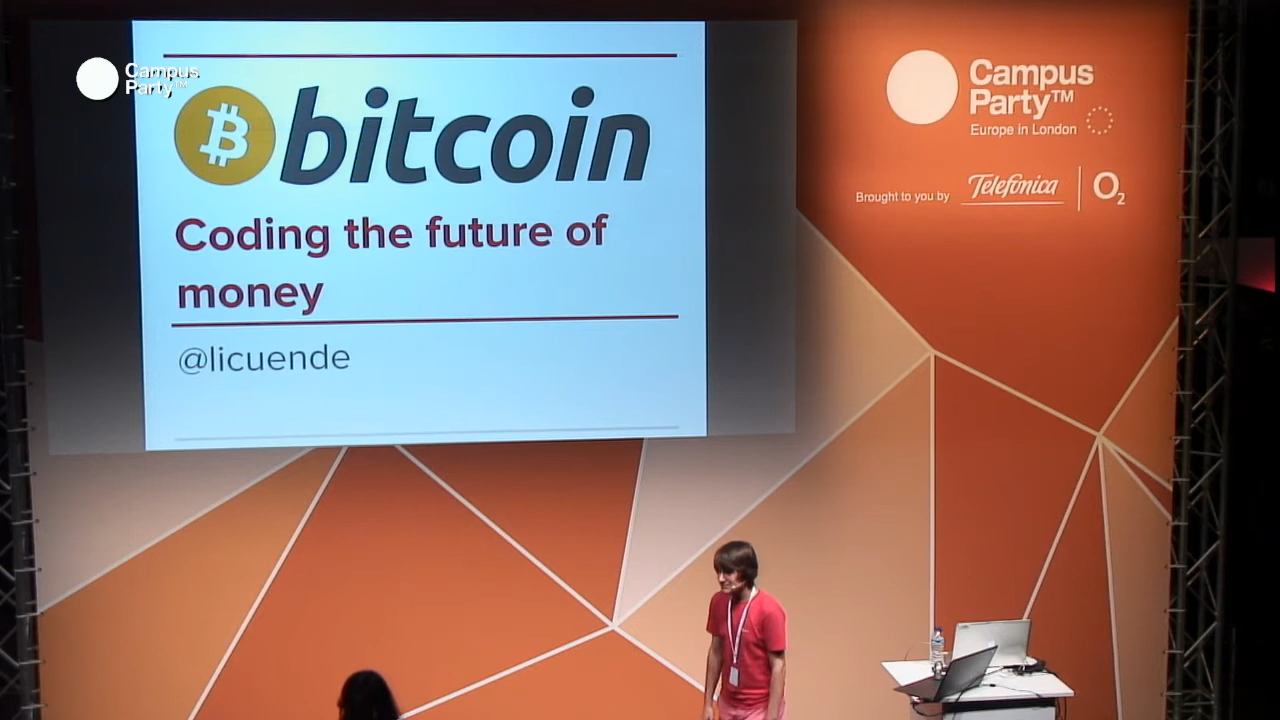 Campus
Party™
bitcoin
Coding the future of
money
@licuende
Campus
Party™
Europe in London
Brought to you by
Telefónica
O2